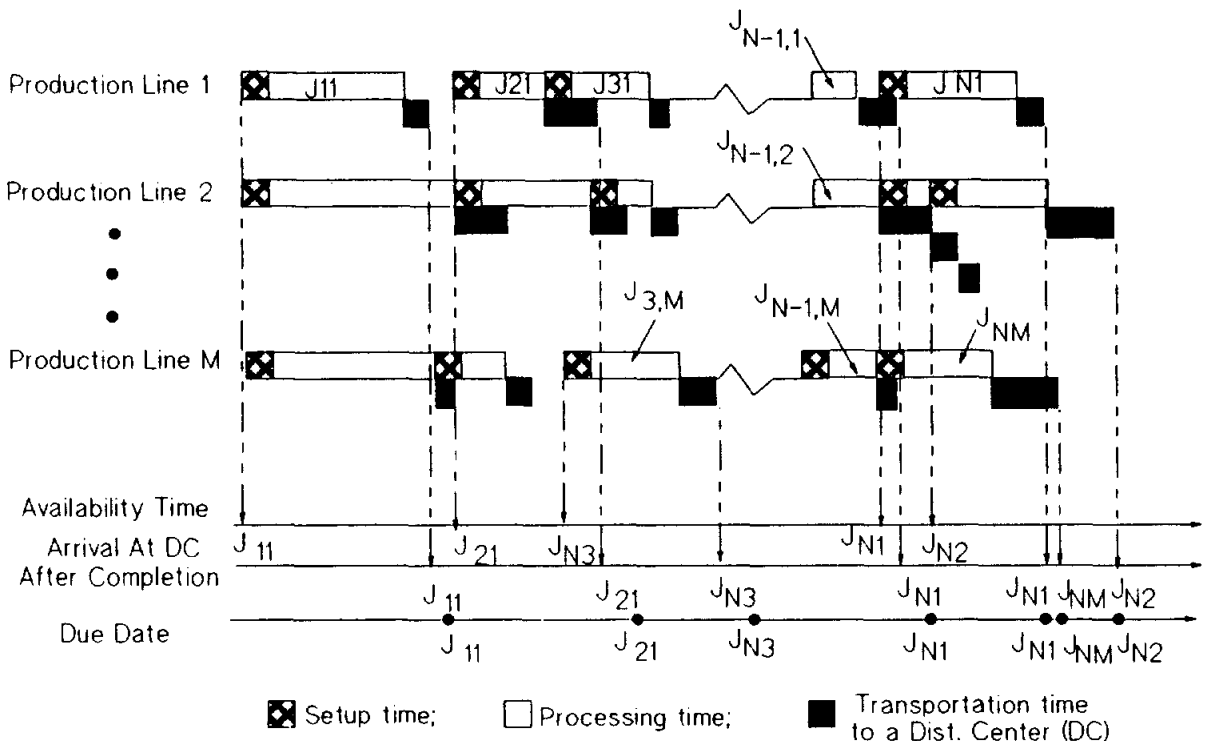 J N-1,1
Production Line 1
J11
J21
J31
J N1
J N-1,2
Production Line 2
J 3,M
J N-1,M
J NM
Production Line M
Availability Time
J 11
J 21
J N3
J N1
J N2
Arrival At DC
After Completion
J 11
J 21
J N3
J N1
J N1
J NM
J N2
Due Date
J 11
J 21
J N3
J N1
J N1
J NM
J N2
Setup time;
Processing time;
Transportation time
to a Dist. Center (DC)